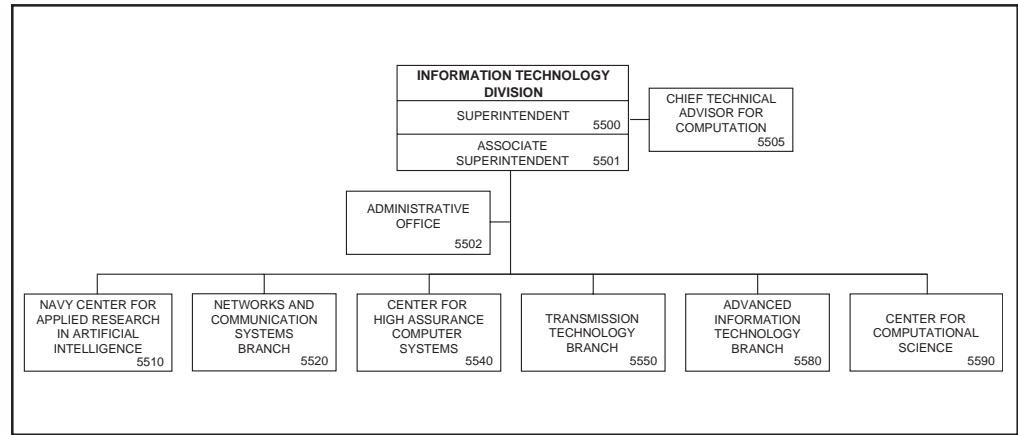 INFORMATION TECHNOLOGY
DIVISION
SUPERINTENDENT
5500
ASSOCIATE
SUPERINTENDENT 5501
CHIEF TECHNICAL
ADVISOR FOR
COMPUTATION
5505
ADMINISTRATIVE
OFFICE
5502
NAVY CENTER FOR
APPLIED RESEARCH
IN ARTIFICIAL
INTELLIGENCE
5510
NETWORKS AND
COMMUNICATION
SYSTEMS
BRANCH
5520
CENTER FOR
HIGH ASSURANCE
COMPUTER
SYSTEMS
5540
TRANSMISSION
TECHNOLOGY
BRANCH
5550
ADVANCED
INFORMATION
TECHNOLOGY
BRANCH
5580
CENTER FOR
COMPUTATIONAL
SCIENCE
5590